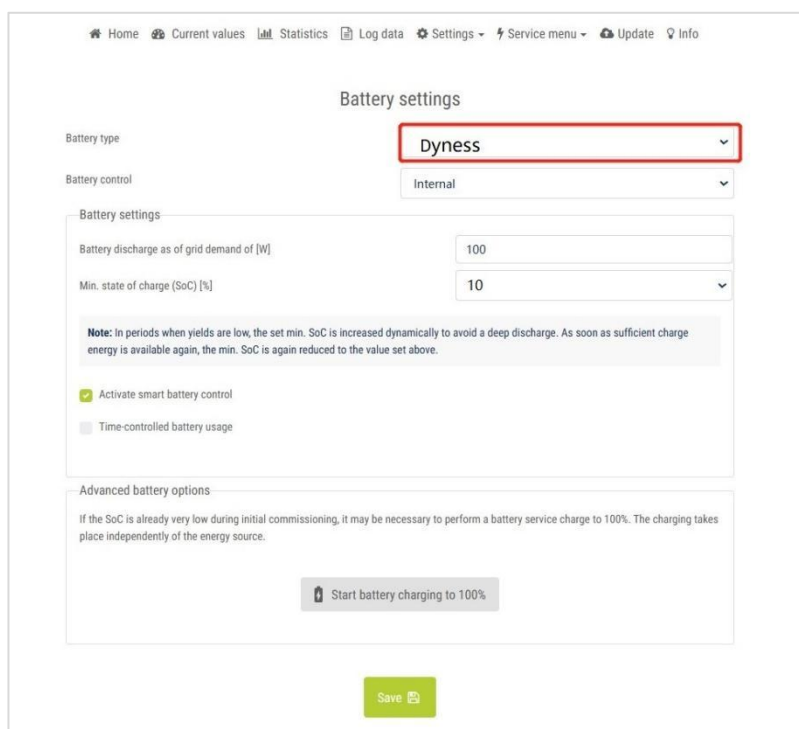 Home Current values Statistics Log data Settings Service menu Update Info
Battery settings
Battery type Dyness
Battery control Internal
Battery settings
Battery discharge as of grid demand of [W] 100
Min. state of charge (SoC) [%] 10
Note: In periods when yields are low, the set min. SoC is increased dynamically to avoid a deep discharge. As soon as sufficient charge
energy is available again, the min. SoC is again reduced to the value set above.
Activate smart battery control
Time-controlled battery usage
Advanced battery options
If the SoC is already very low during initial commissioning, it may be necessary to perform a battery service charge to 100%. The charging takes
place independently of the energy source.
Start battery charging to 100%
Save